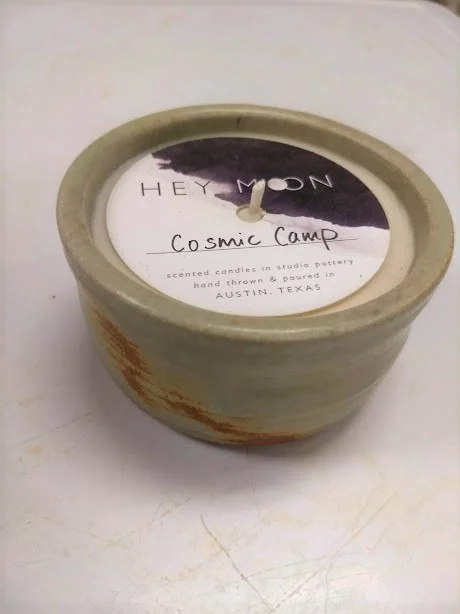 HEY MOON
Cosmic Camp
scented candles in studio pottery
hand thrown & poured in
AUSTIN, TEXAS